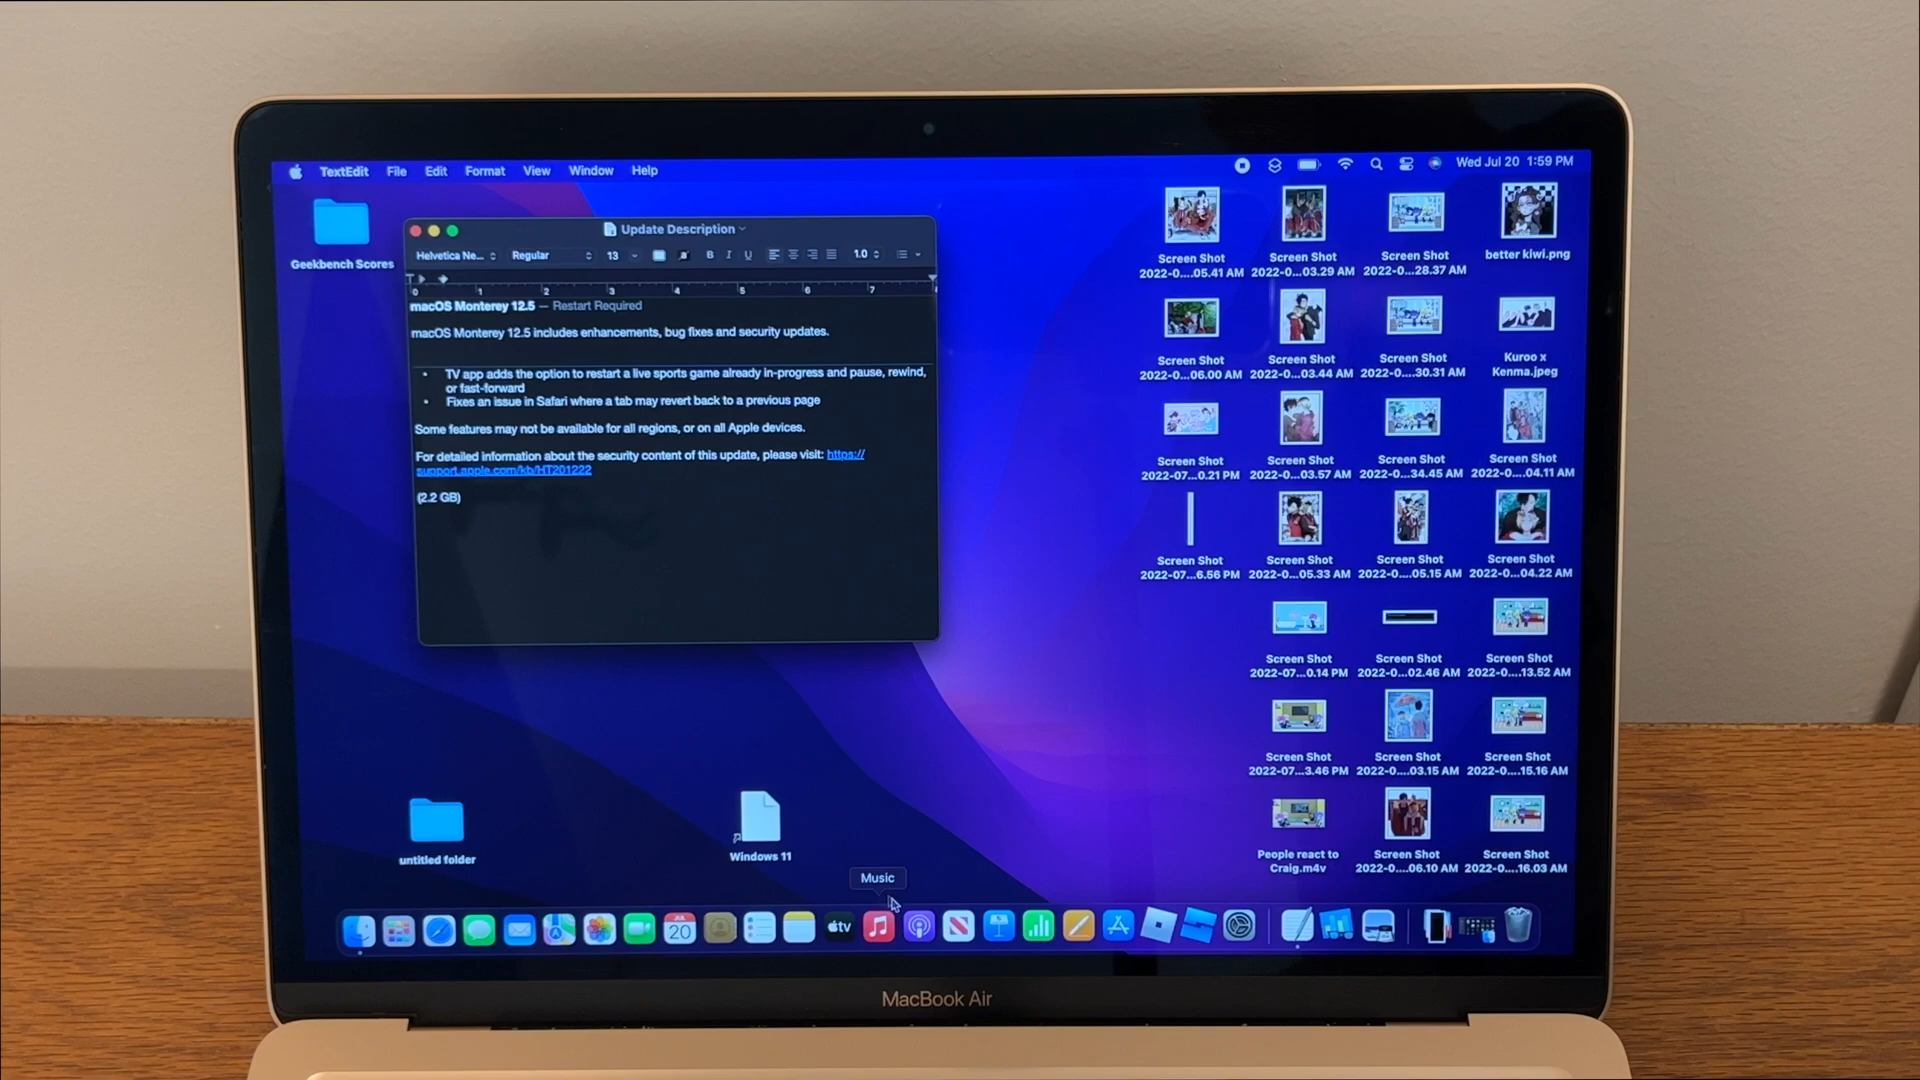 TextEdit File Edit Format View Window Help
Wed Jul 20 1:59 PM
Geekbench Scores
Update Description
Helvetica Ne... Regular 13 B I U 1.0
0 1 2 3 4 5 6 7
macOS Monterey 12.5 — Restart Required
macOS Monterey 12.5 includes enhancements, bug fixes and security updates.
• TV app adds the option to restart a live sports game already in-progress and pause, rewind,
or fast-forward
• Fixes an issue in Safari where a tab may revert back to a previous page
Some features may not be available for all regions, or on all Apple devices.
For detailed information about the security content of this update, please visit: https://
support.apple.com/kb/HT201222
(2.2 GB)
Screen Shot
2022-0....05.41 AM
Screen Shot
2022-0...03.29 AM
Screen Shot
2022-0....28.37 AM
better kiwi.png
Screen Shot
2022-0...06.00 AM
Screen Shot
2022-0...03.44 AM
Screen Shot
2022-0....30.31 AM
Kuroo x
Kenma.jpeg
Screen Shot
2022-07...0.21 PM
Screen Shot
2022-0...03.57 AM
Screen Shot
2022-0...34.45 AM
Screen Shot
2022-0....04.11 AM
Screen Shot
2022-07...6.56 PM
Screen Shot
2022-0...05.33 AM
Screen Shot
2022-0....05.15 AM
Screen Shot
2022-0...04.22 AM
Screen Shot
2022-07...0.14 PM
Screen Shot
2022-0...02.46 AM
Screen Shot
2022-0....13.52 AM
Screen Shot
2022-07...3.46 PM
Screen Shot
2022-0....03.15 AM
Screen Shot
2022-0....15.16 AM
People react to
Craig.m4v
Screen Shot
2022-0....06.10 AM
Screen Shot
2022-0....16.03 AM
untitled folder
Windows 11
Music
JUL
20
tv
MacBook Air